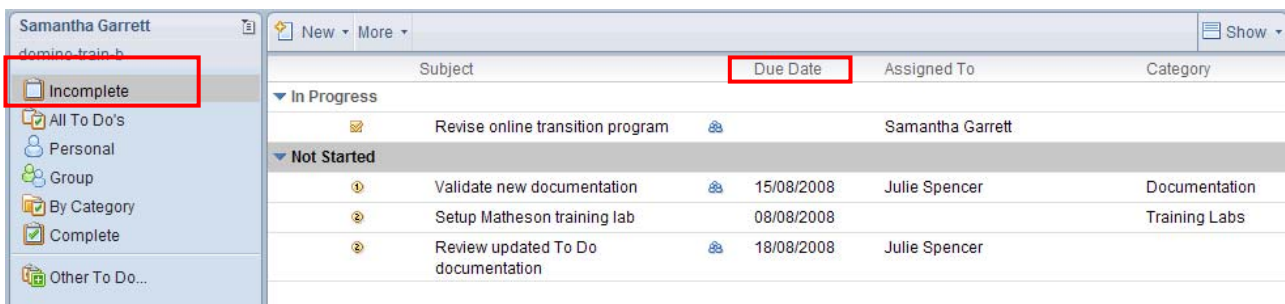 Samantha Garrett
domino-train-b
Incomplete
All To Do's
Personal
Group
By Category
Complete
Other To Do...
New More Show
Subject Due Date Assigned To Category
In Progress
Revise online transition program Samantha Garrett
Not Started
1 Validate new documentation 15/08/2008 Julie Spencer Documentation
2 Setup Matheson training lab 08/08/2008 Training Labs
2 Review updated To Do 18/08/2008 Julie Spencer
documentation